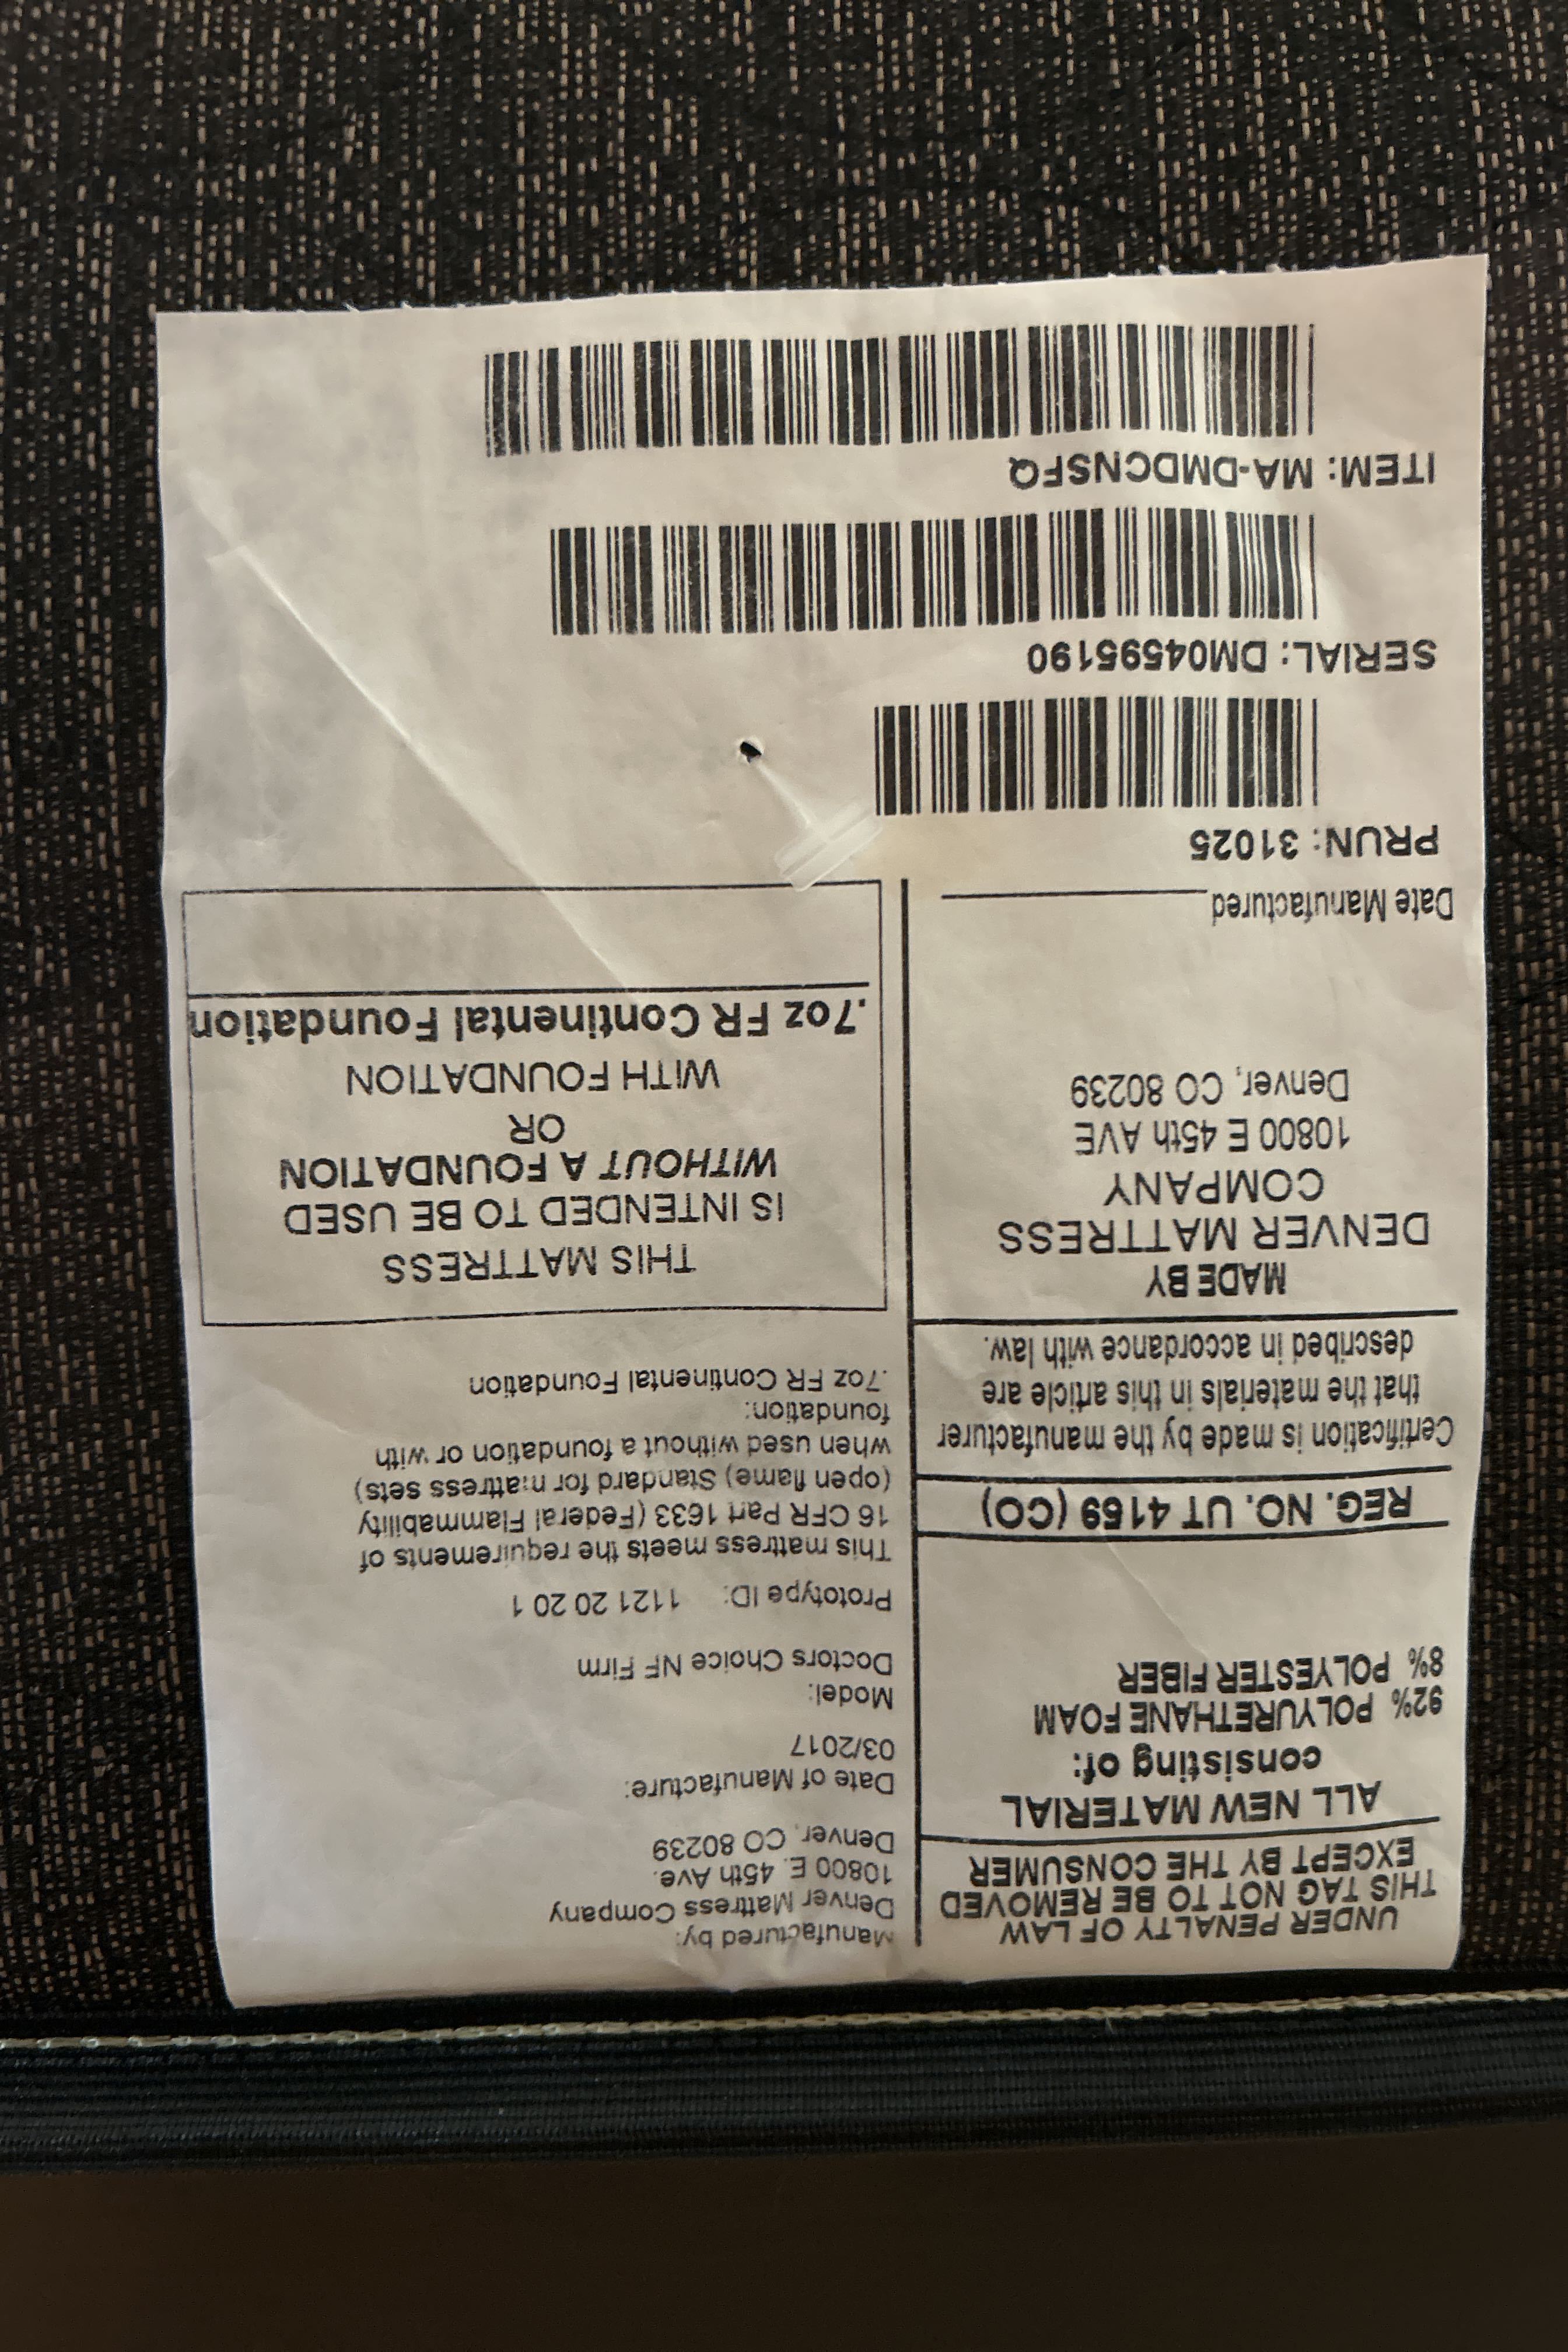 UNDER PENALTY OF LAW
THIS TAG NOT TO BE REMOVED
EXCEPT BY THE CONSUMER
ALL NEW MATERIAL
consisting of:
92% POLYURETHANE FOAM
8% POLYESTER FIBER
REG. NO. UT 4169 (CO)
Certification is made by the manufacturer
that the materials in this article are
described in accordance with law.
MADE BY
DENVER MATTRESS
COMPANY
10800 E 45th AVE
Denver, CO 80239
Date Manufactured
Manufactured by:
Denver Mattress Company
10800 E. 45th Ave.
Denver, CO 80239
Date of Manufacture:
03/2017
Model:
Doctors Choice NF Firm
Prototype ID: 1121 20 20 1
This mattress meets the requirements of
16 CFR Part 1633 (Federal Flammability
(open flame) Standard for mattress sets)
when used without a foundation or with
foundation:
.7oz FR Continental Foundation
THIS MATTRESS
IS INTENDED TO BE USED
WITHOUT A FOUNDATION
OR
WITH FOUNDATION
.7oz FR Continental Foundation
PRUN: 31025
SERIAL: DM04595190
ITEM: MA-DMDCNSFQ